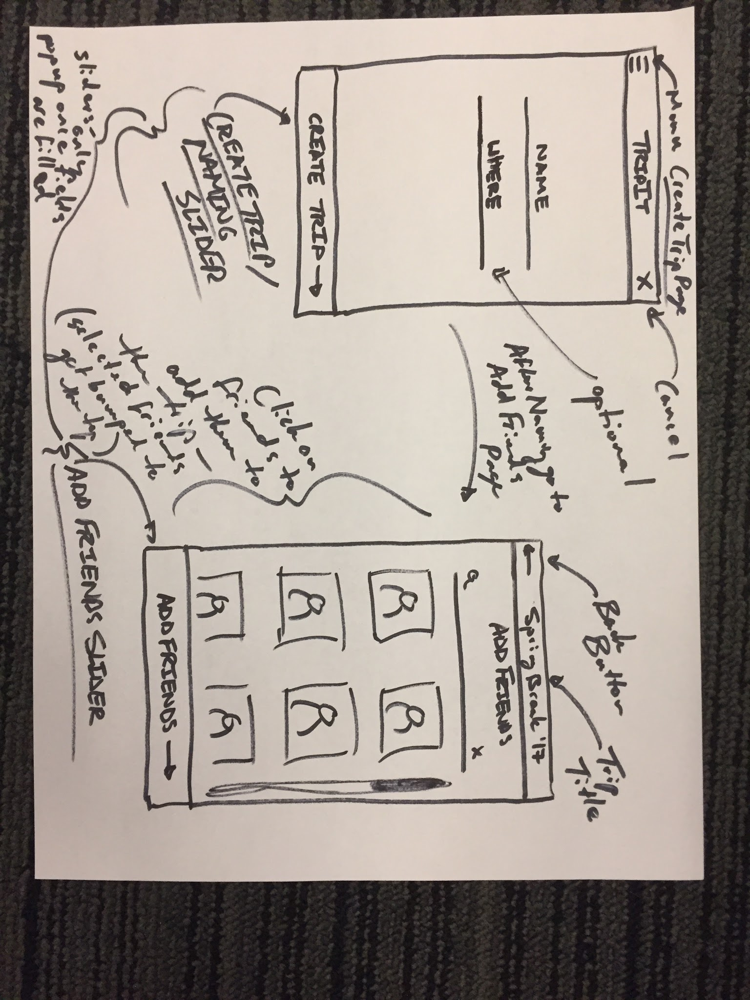 Menu
Create Trip Page
Cancel
TRIPIT X
NAME
WHERE
optional
CREATE TRIP →
CREATE TRIP/
NAMING
SLIDER
sliders -
only
popup once fields
are filled
After Naming go to
Add Friends
Page
Back
Button
Trip
Title
← Spring Break '17
ADD FRIENDS
X
ADD FRIENDS →
Click on
friends to
add them to
the trip -
(selected friends
get bumped to
the top)
ADD FRIENDS SLIDER